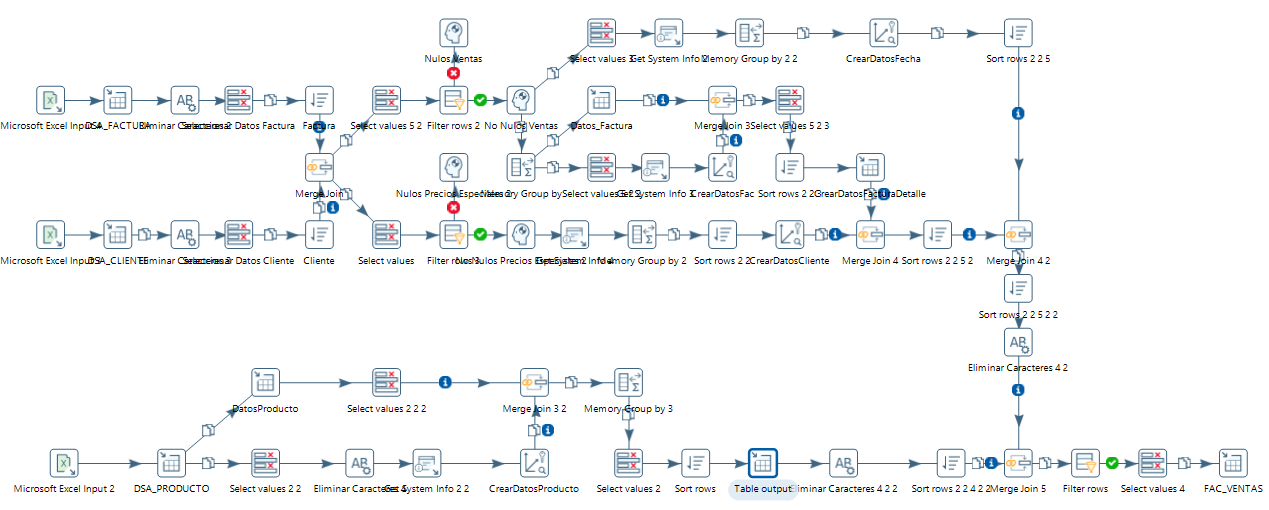 Nulos Ventas
Select values 3
Get System Info 2
Memory Group by 2 2
CrearDatosFecha
Sort rows 2 2 5
Microsoft Excel Input 4
DSA_FACTURA
Eliminar Caracteres 2
Seleccionar Datos Factura
Factura
Select values 5 2
Filter rows 2
No Nulos Ventas
Datos_Factura
Merge Join 3
Select values 5 2 3
Merge Join
Nulos Precios Especiales 2
Memory Group by
Select values 2
Get System Info 3
CrearDatosFac
Sort rows 2 2
CrearDatosFacturaDetalle
Microsoft Excel Input 3
DSA_CLIENTE
Eliminar Caracteres 3
Seleccionar Datos Cliente
Cliente
Select values
Filter rows 3
No Nulos Precios Especiales 2
Get System Info 4
Memory Group by 2
Sort rows 2 2
CrearDatosCliente
Merge Join 4
Sort rows 2 2 5 2
Merge Join 4 2
Sort rows 2 2 5 2 2
Eliminar Caracteres 4 2
DatosProducto
Select values 2 2 2
Merge Join 3 2
Memory Group by 3
Microsoft Excel Input 2
DSA_PRODUCTO
Select values 2 2
Eliminar Caracteres 4
Get System Info 2 2
CrearDatosProducto
Select values 2
Sort rows
Table output
Eliminar Caracteres 4 2 2
Sort rows 2 2 4 2 2
Merge Join 5
Filter rows
Select values 4
FAC_VENTAS